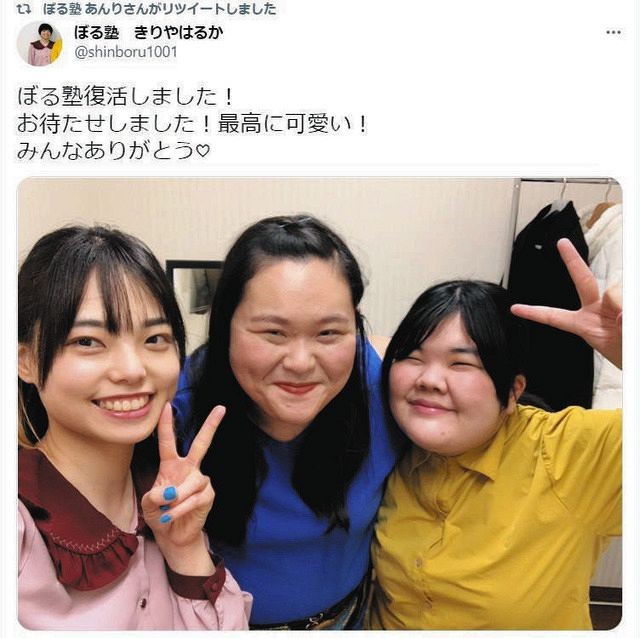 ぼる塾 あんりさんがリツイートしました
ぼる塾　きりやはるか
@shinboru1001
ぼる塾復活しました！
お待たせしました！最高に可愛い！
みんなありがとう♡